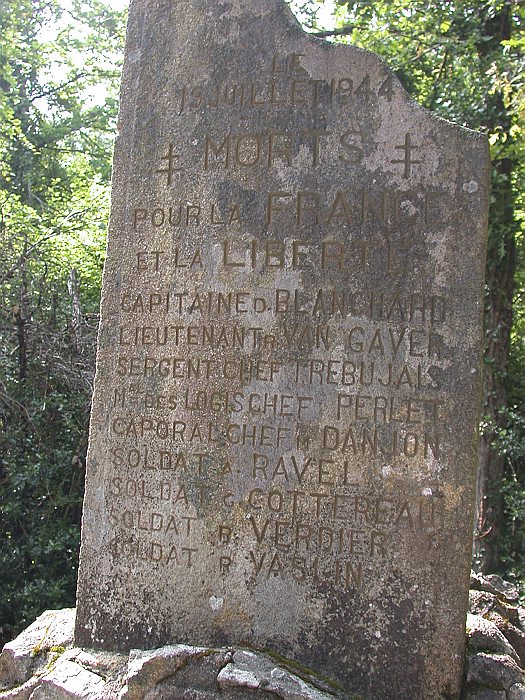 LE
19 JUILLET 1944
‡ MORTS ‡
POUR LA FRANCE
ET LA LIBERTÉ
CAPITAINE D. BLANCHARD
LIEUTENANT R. VAN GAVER
SERGENT CHEF TREBUJAIS
MAL DES LOGIS CHEF PERLET
CAPORAL CHEF M. DANJON
SOLDAT A. RAVEL
SOLDAT C. COTTEREAU
SOLDAT R. VERDIER
SOLDAT R. VASLIN